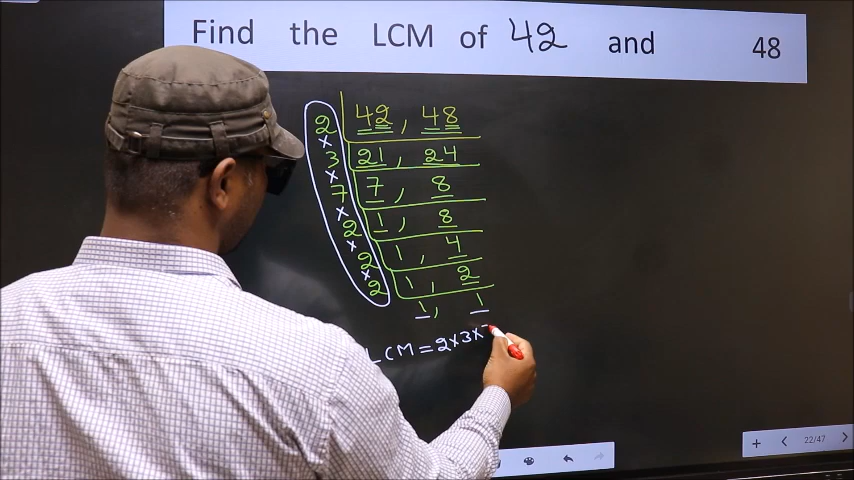 Find the LCM of 42 and 48
2 42, 48
×
3 21, 24
×
7 7, 8
×
2 1, 8
×
2 1, 4
×
2 1, 2
1, 1
LCM = 2×3×
22/47